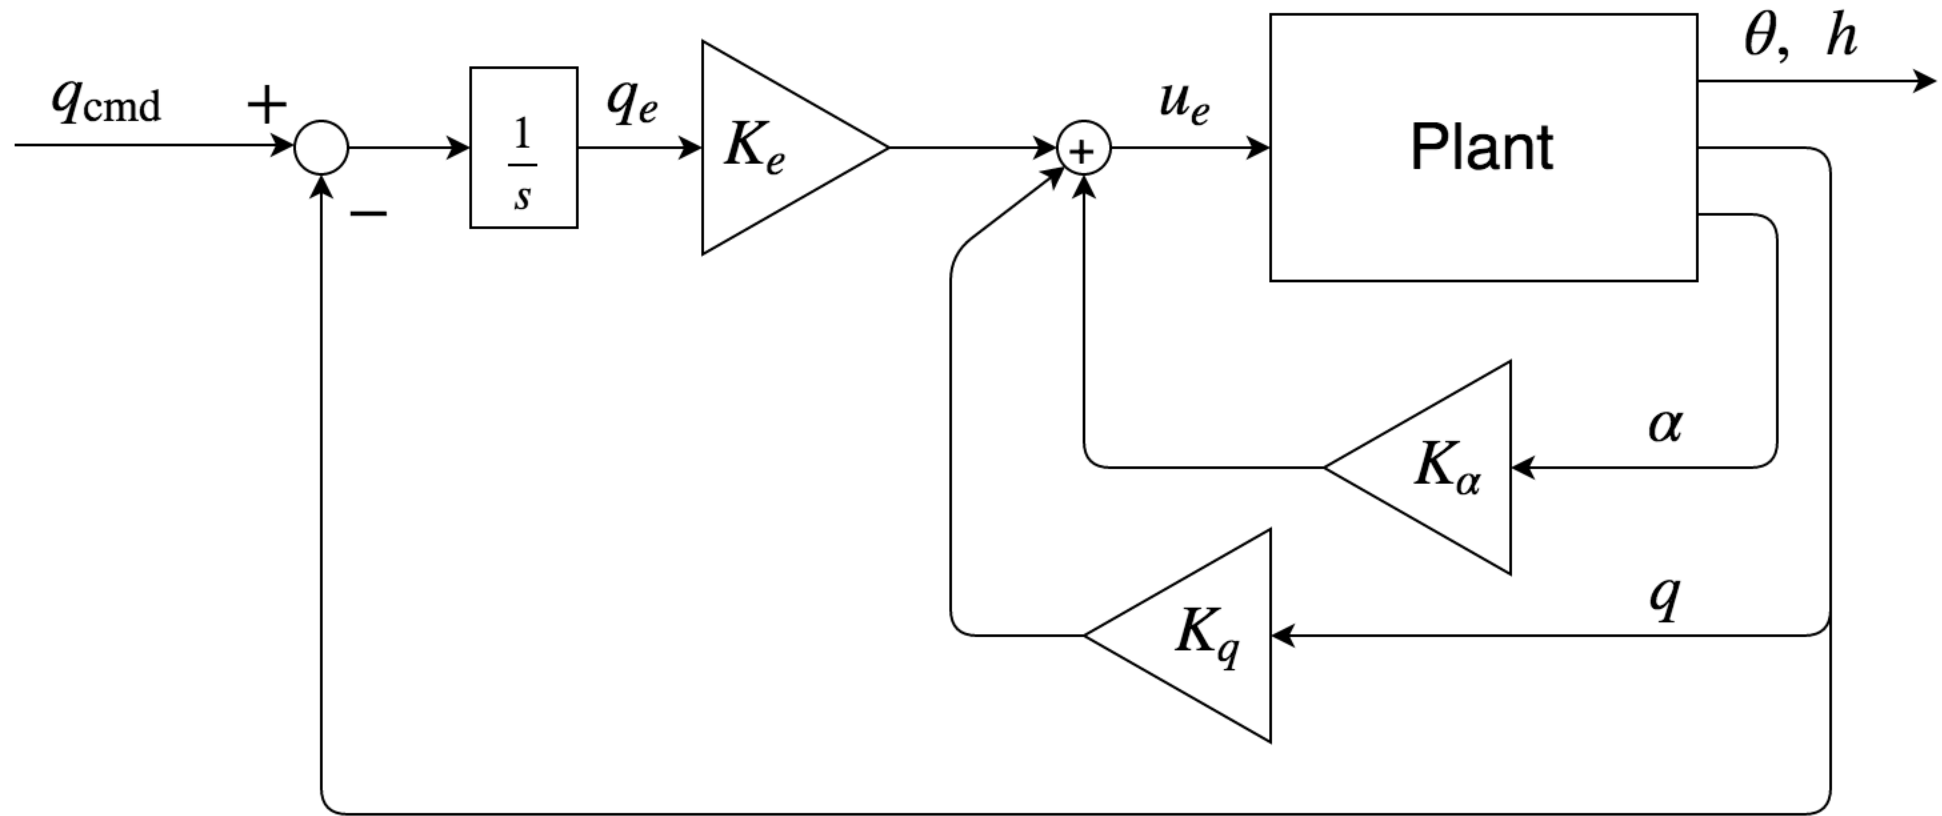 θ, h
q_cmd
+
−
1
s
q_e
K_e
+
u_e
Plant
α
K_α
q
K_q